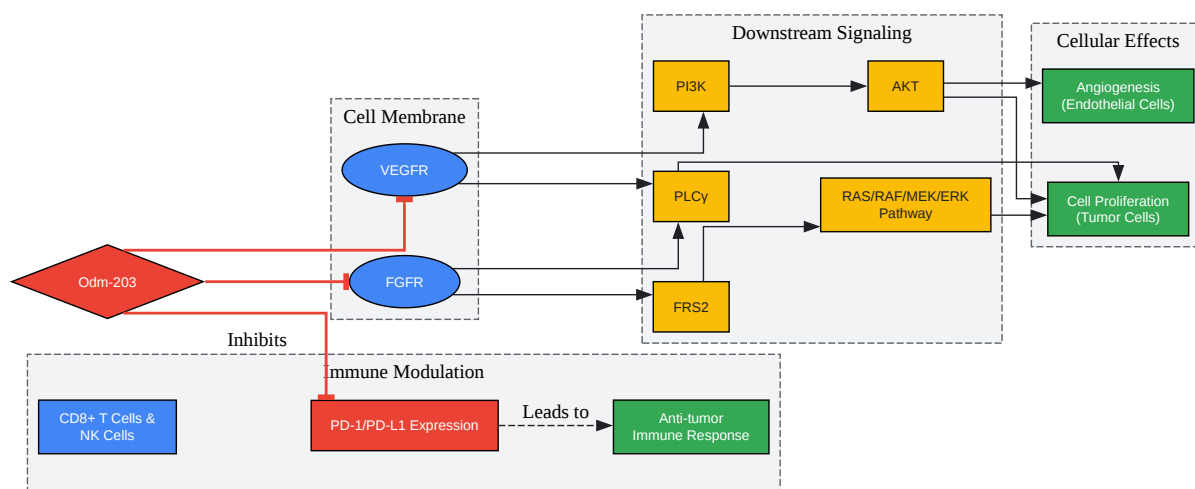 Downstream Signaling
Cellular Effects
Cell Membrane
PI3K
AKT
Angiogenesis
(Endothelial Cells)
VEGFR
PLCγ
RAS/RAF/MEK/ERK
Pathway
Cell Proliferation
(Tumor Cells)
Odm-203
FGFR
FRS2
Inhibits
Immune Modulation
CD8+ T Cells &
NK Cells
PD-1/PD-L1 Expression
Leads to
Anti-tumor
Immune Response